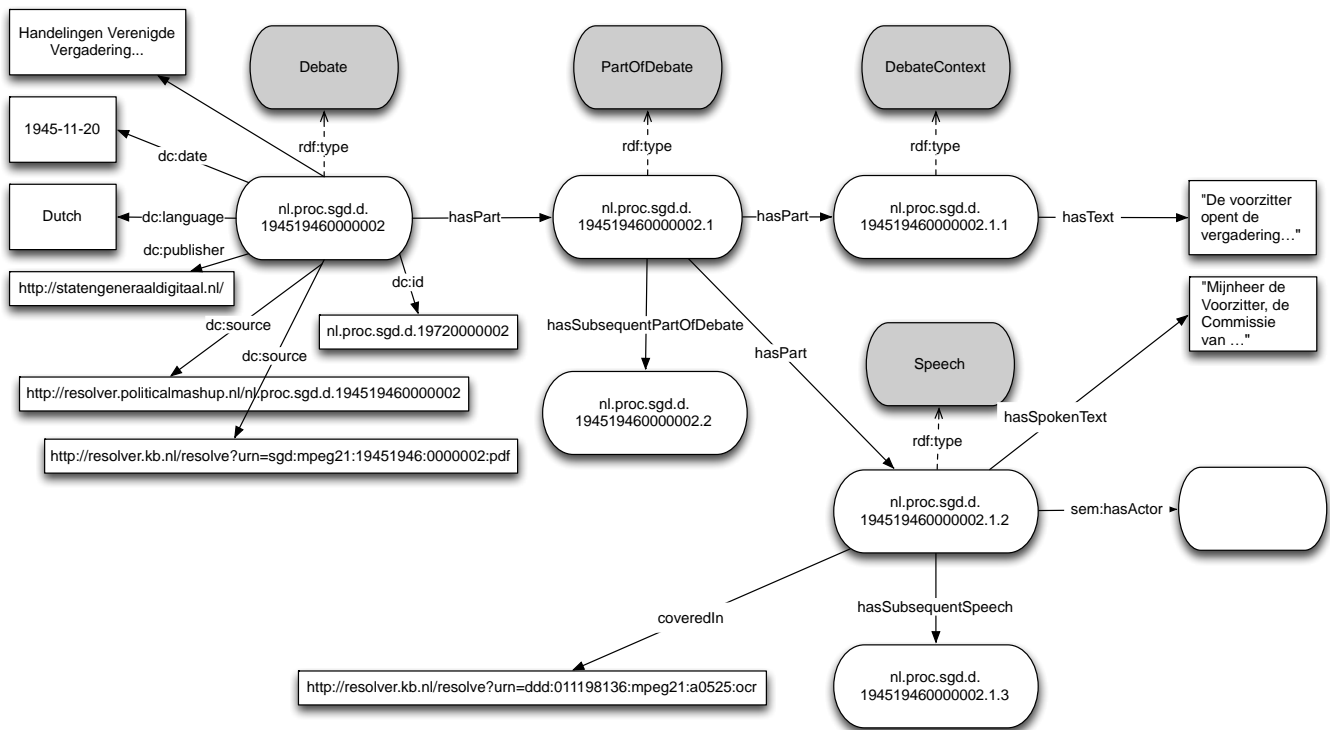 Handelingen Verenigde
Vergadering...
Debate
PartOfDebate
DebateContext
1945-11-20
dc:date
rdf:type
rdf:type
rdf:type
Dutch
dc:language
nl.proc.sgd.d.
194519460000002
hasPart
nl.proc.sgd.d.
194519460000002.1
hasPart
nl.proc.sgd.d.
194519460000002.1.1
hasText
"De voorzitter
opent de
vergadering…"
dc:publisher
http://statengeneraaldigitaal.nl/
dc:id
"Mijnheer de
Voorzitter, de
Commissie
van …"
dc:source
nl.proc.sgd.d.19720000002
hasSubsequentPartOfDebate
dc:source
hasPart
Speech
http://resolver.politicalmashup.nl/nl.proc.sgd.d.194519460000002
nl.proc.sgd.d.
194519460000002.2
hasSpokenText
rdf:type
http://resolver.kb.nl/resolve?urn=sgd:mpeg21:19451946:0000002:pdf
nl.proc.sgd.d.
194519460000002.1.2
sem:hasActor
hasSubsequentSpeech
coveredIn
http://resolver.kb.nl/resolve?urn=ddd:011198136:mpeg21:a0525:ocr
nl.proc.sgd.d.
194519460000002.1.3